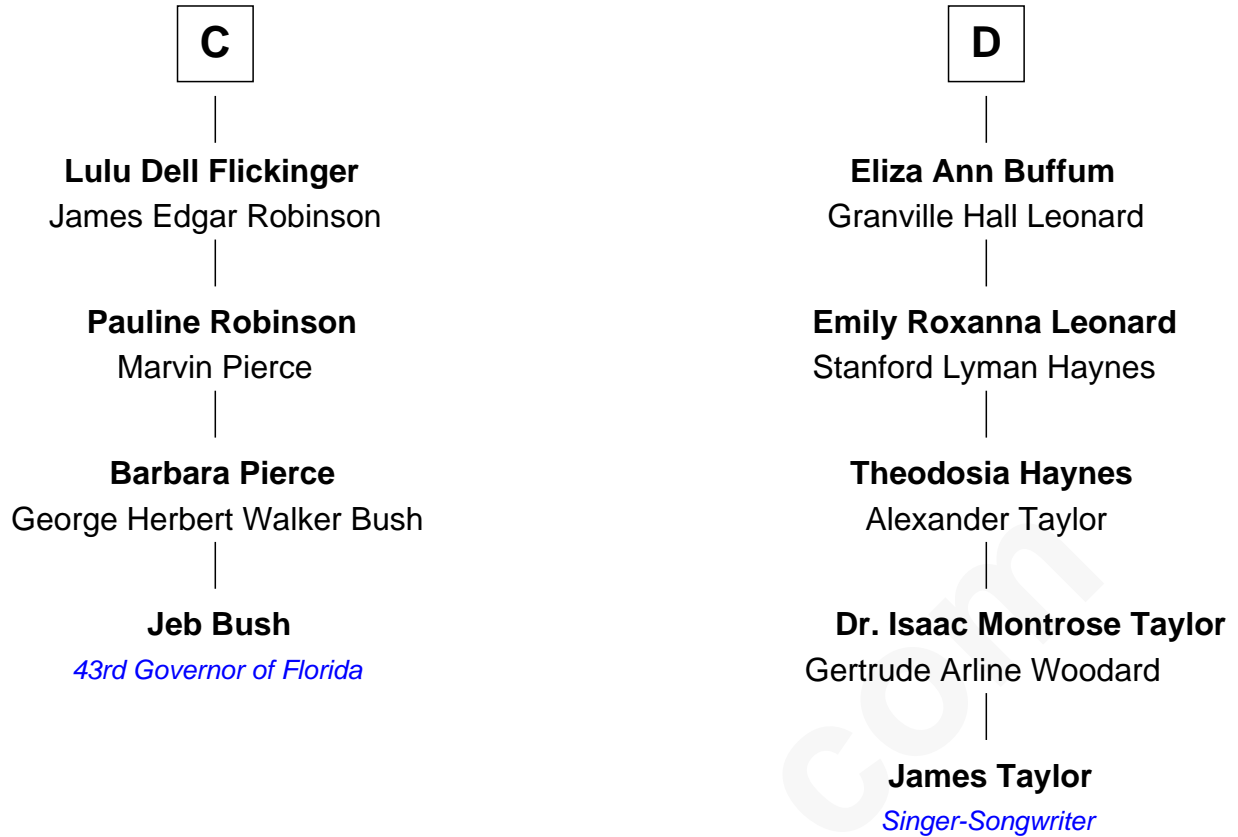 C
Lulu Dell Flickinger
James Edgar Robinson
Pauline Robinson
Marvin Pierce
Barbara Pierce
George Herbert Walker Bush
Jeb Bush
43rd Governor of Florida
D
Eliza Ann Buffum
Granville Hall Leonard
Emily Roxanna Leonard
Stanford Lyman Haynes
Theodosia Haynes
Alexander Taylor
Dr. Isaac Montrose Taylor
Gertrude Arline Woodard
James Taylor
Singer-Songwriter
com